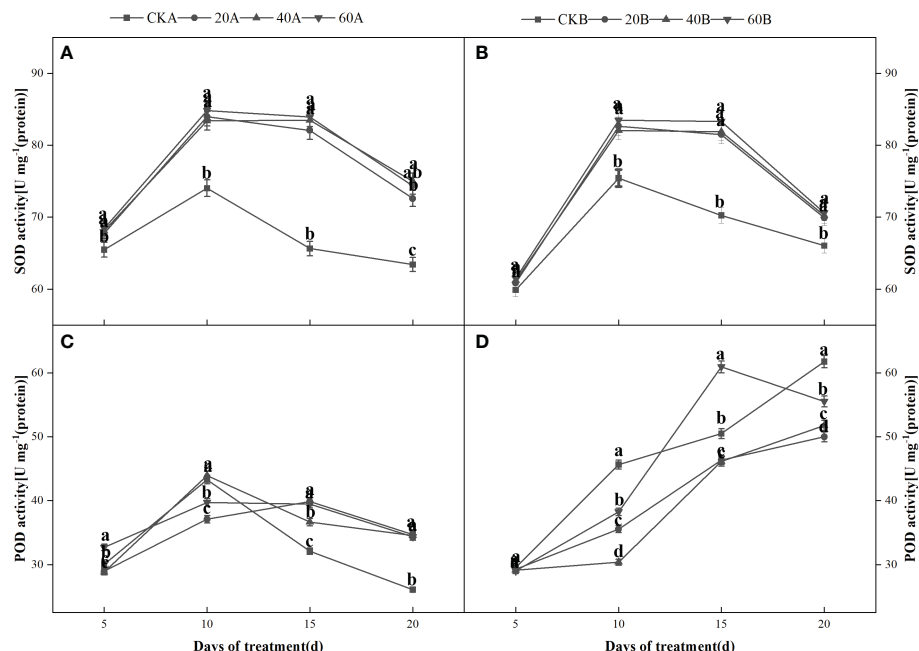 CKA 20A 40A 60A
CKB 20B 40B 60B
A
B
SOD activity[U mg⁻¹(protein)]
90
80
70
60
a
a
a
b
a
a
a
b
a
a
a
b
a
ab
b
c
a
a
a
a
a
a
a
b
a
a
a
b
a
a
a
b
90
80
70
60
SOD activity[U mg⁻¹(protein)]
C
D
POD activity[U mg⁻¹(protein)]
60
50
40
30
a
b
c
c
a
a
b
c
a
a
b
c
a
a
a
b
a
a
b
c
d
a
b
c
c
a
b
c
d
60
50
40
30
POD activity[U mg⁻¹(protein)]
5 10 15 20
5 10 15 20
Days of treatment(d)
Days of treatment(d)